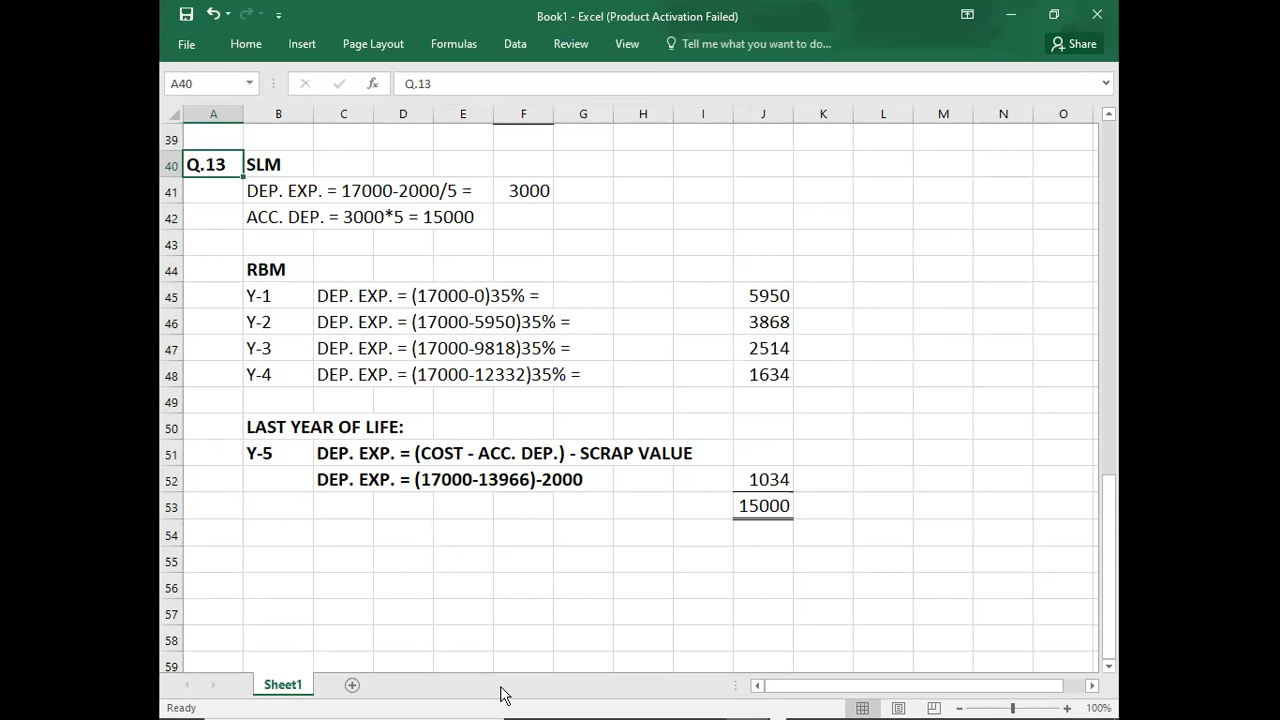 Book1 - Excel (Product Activation Failed)
File Home Insert Page Layout Formulas Data Review View Tell me what you want to do... Share
A40 fx Q.13
A B C D E F G H I J K L M N O
39
40 Q.13 SLM
41 DEP. EXP. = 17000-2000/5 = 3000
42 ACC. DEP. = 3000*5 = 15000
43
44 RBM
45 Y-1 DEP. EXP. = (17000-0)35% = 5950
46 Y-2 DEP. EXP. = (17000-5950)35% = 3868
47 Y-3 DEP. EXP. = (17000-9818)35% = 2514
48 Y-4 DEP. EXP. = (17000-12332)35% = 1634
49
50 LAST YEAR OF LIFE:
51 Y-5 DEP. EXP. = (COST - ACC. DEP.) - SCRAP VALUE
52 DEP. EXP. = (17000-13966)-2000 1034
53 15000
54
55
56
57
58
59
Sheet1
Ready 100%